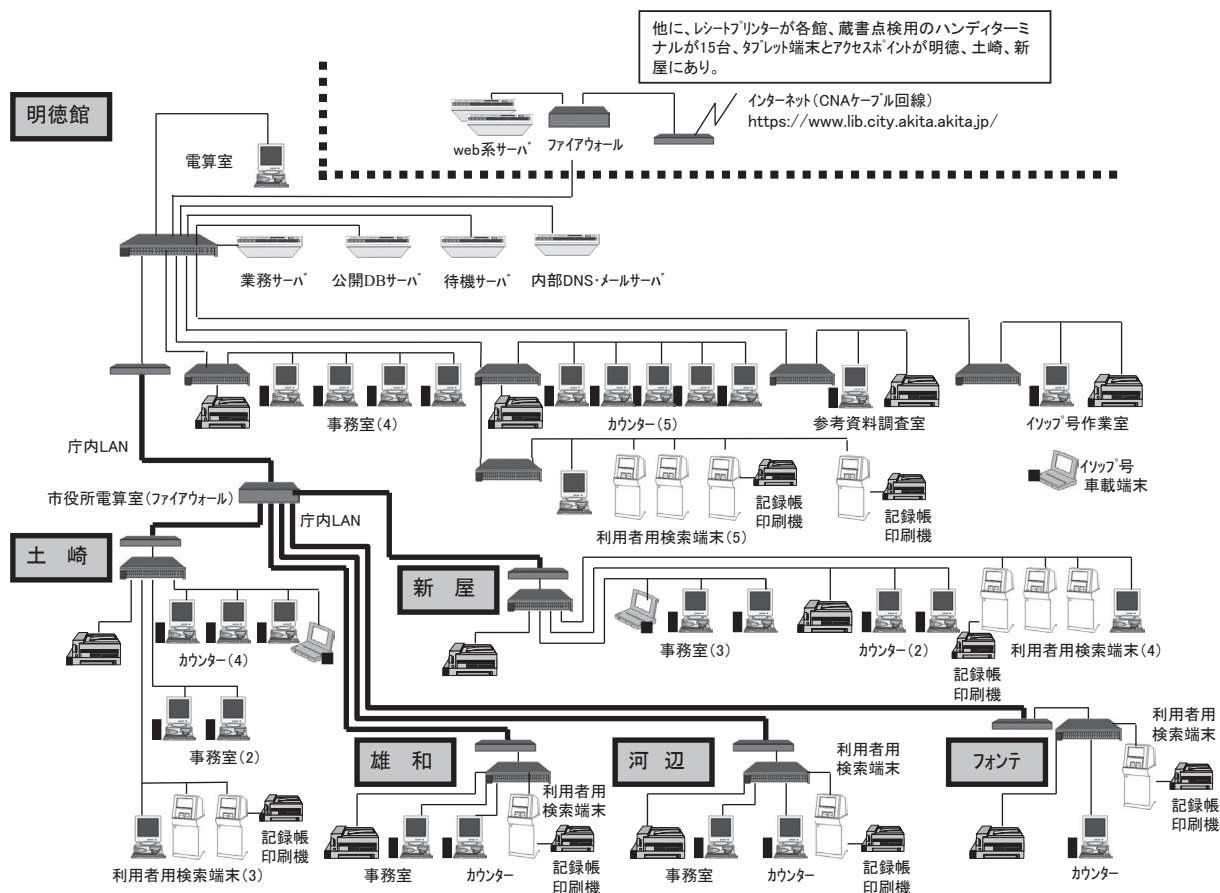 他に、ﾚｼｰﾄﾌﾟﾘﾝﾀｰが各館、蔵書点検用のﾊﾝﾃﾞｨﾀｰﾐ
ﾅﾙが15台、ﾀﾌﾞﾚｯﾄ端末とｱｸｾｽﾎﾟｲﾝﾄが明徳、土崎、新
屋にあり。
明徳館
電算室
web系ｻｰﾊﾞ
ﾌｧｲｱｳｫｰﾙ
ｲﾝﾀｰﾈｯﾄ(CNAｹｰﾌﾞﾙ回線)
https://www.lib.city.akita.akita.jp/
業務ｻｰﾊﾞ
公開DBｻｰﾊﾞ
待機ｻｰﾊﾞ
内部DNS･ﾒｰﾙｻｰﾊﾞ
事務室(4)
ｶｳﾝﾀｰ(5)
参考資料調査室
ｲｿｯﾌﾟ号作業室
庁内LAN
ｲｿｯﾌﾟ号
車載端末
記録帳
印刷機
利用者用検索端末(5)
記録帳
印刷機
市役所電算室(ﾌｧｲｱｳｫｰﾙ)
庁内LAN
土 崎
新 屋
ｶｳﾝﾀｰ(4)
事務室(3)
ｶｳﾝﾀｰ(2)
利用者用検索端末(4)
記録帳
印刷機
事務室(2)
雄 和
河 辺
ﾌｫﾝﾃ
利用者用
検索端末
利用者用
検索端末
利用者用
検索端末
記録帳
印刷機
利用者用検索端末(3)
事務室
ｶｳﾝﾀｰ
記録帳
印刷機
事務室
ｶｳﾝﾀｰ
記録帳
印刷機
ｶｳﾝﾀｰ
記録帳
印刷機